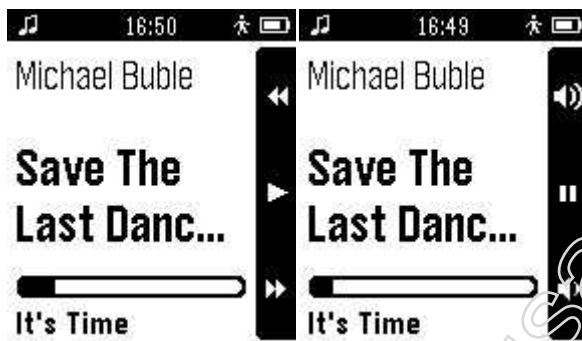 16:50
Michael Buble
Save The
Last Danc...
It's Time
16:49
Michael Buble
Save The
Last Danc...
It's Time